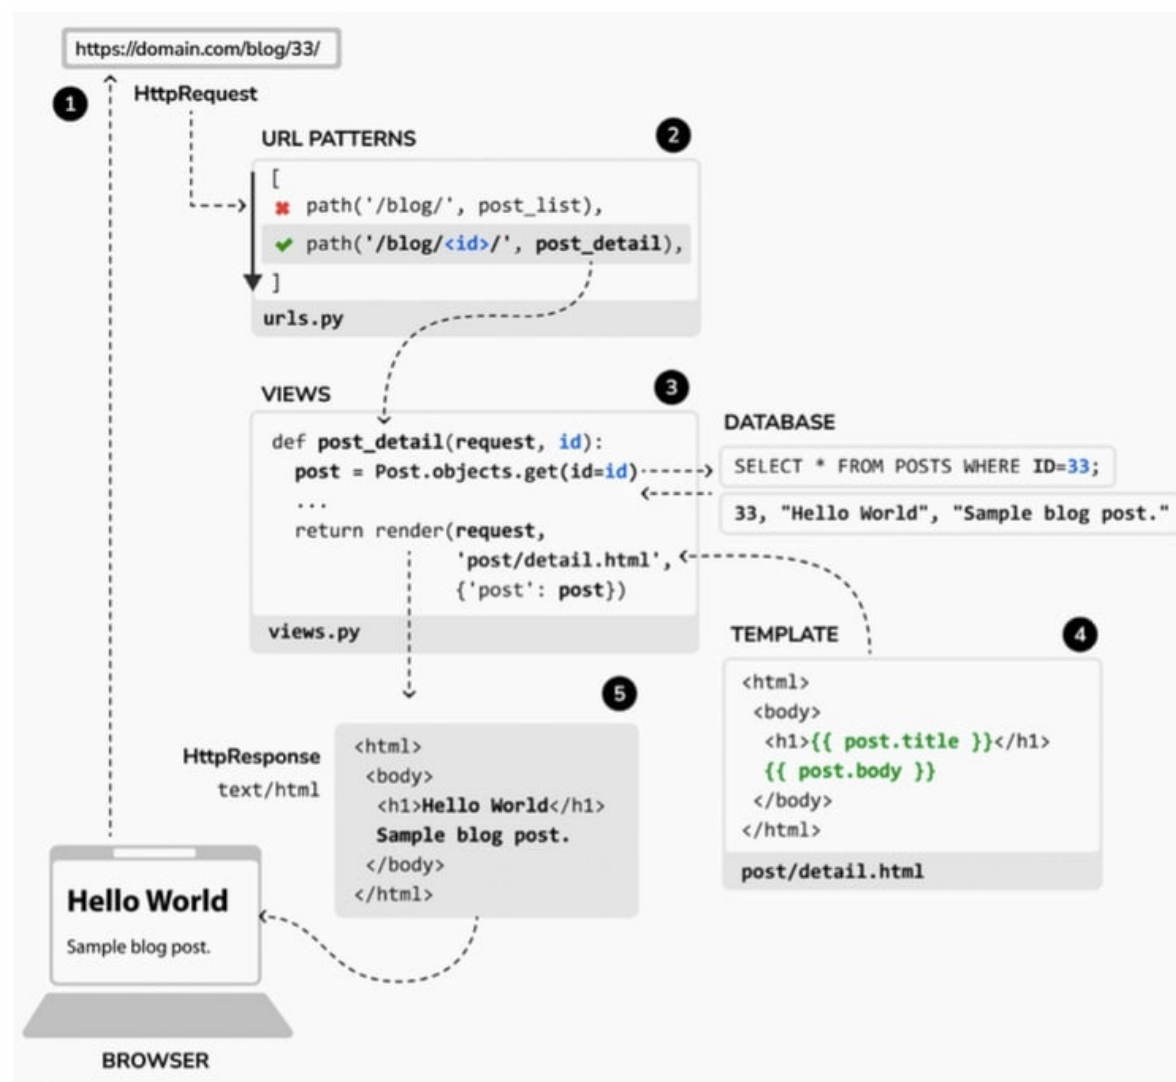 https://domain.com/blog/33/
1
HttpRequest
URL PATTERNS
2
[
path('/blog/', post_list),
path('/blog/<id>/', post_detail),
]
urls.py
VIEWS
3
def post_detail(request, id):
post = Post.objects.get(id=id)
...
return render(request,
'post/detail.html',
{'post': post})
views.py
DATABASE
SELECT * FROM POSTS WHERE ID=33;
33, "Hello World", "Sample blog post."
TEMPLATE
4
<html>
<body>
<h1>{{ post.title }}</h1>
{{ post.body }}
</body>
</html>
post/detail.html
5
HttpResponse
text/html
<html>
<body>
<h1>Hello World</h1>
Sample blog post.
</body>
</html>
Hello World
Sample blog post.
BROWSER